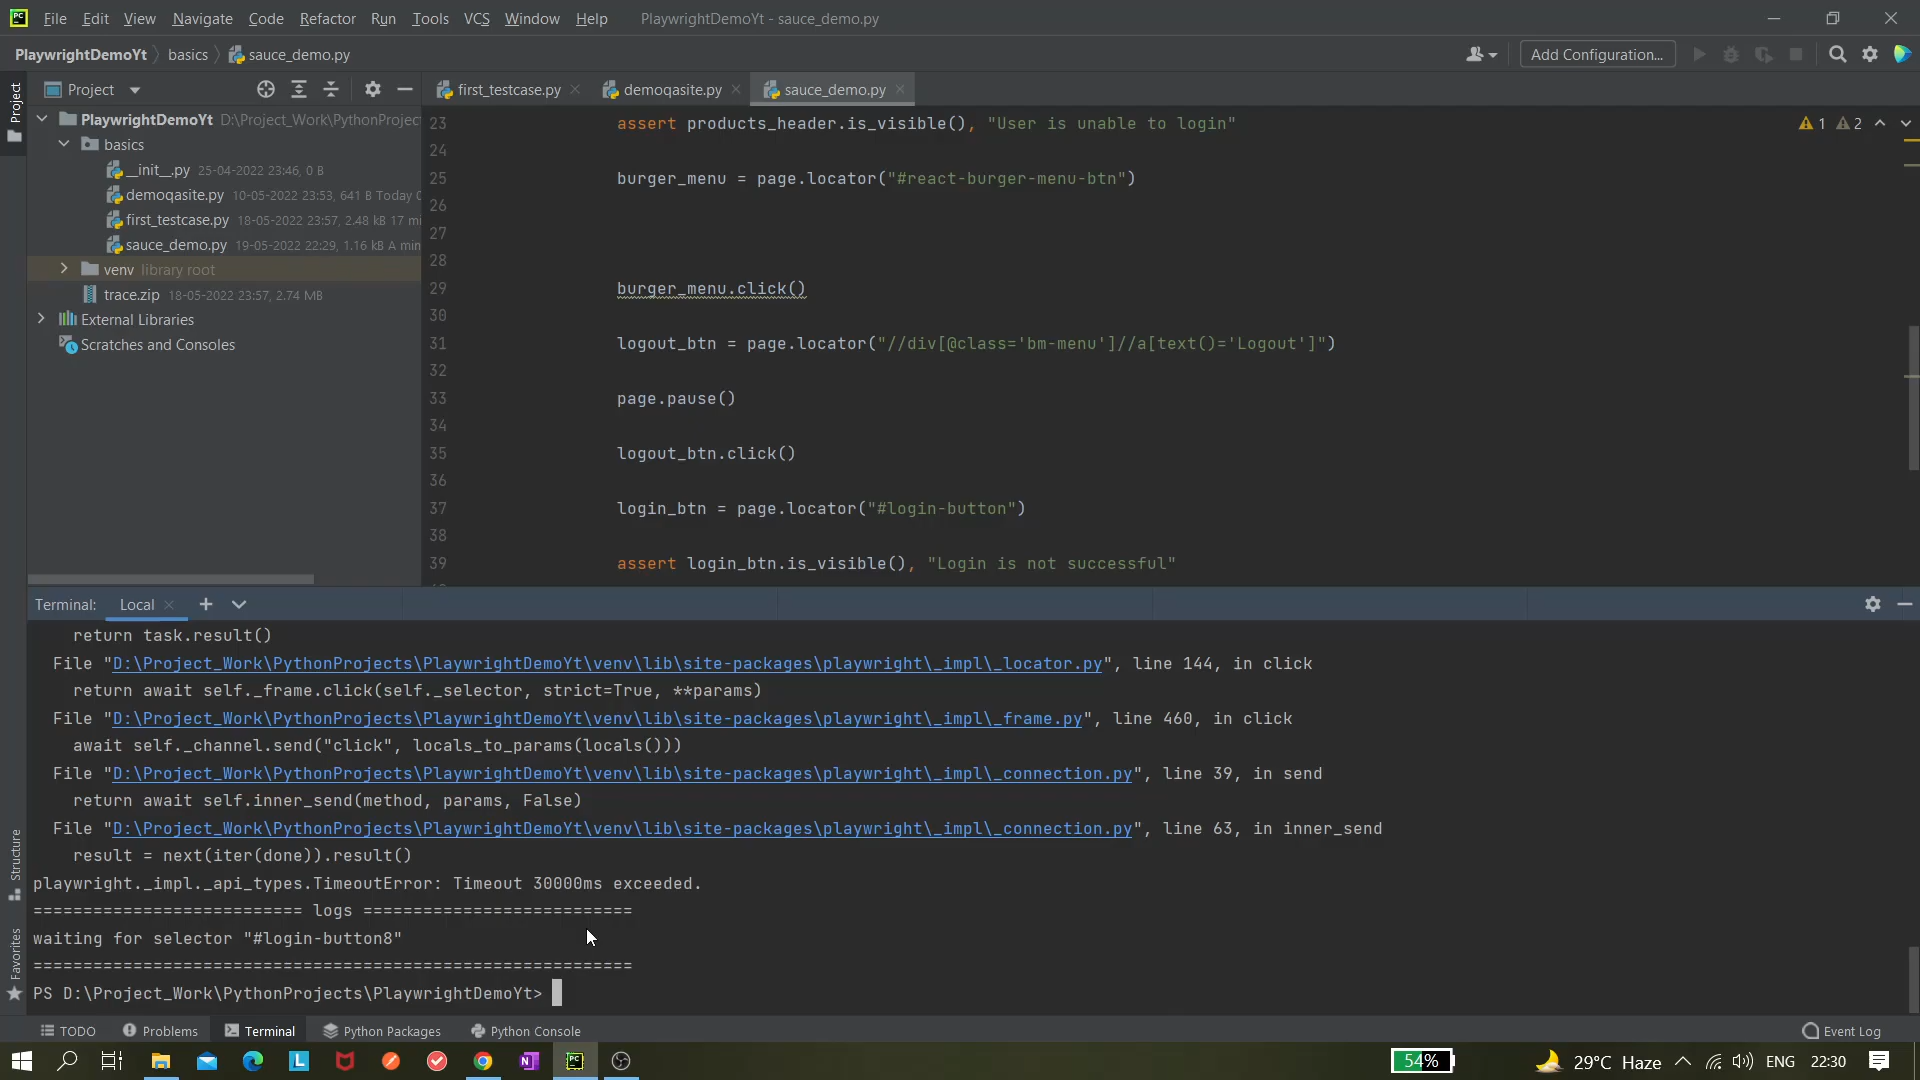 File Edit View Navigate Code Refactor Run Tools VCS Window Help PlaywrightDemoYt - sauce_demo.py
PlaywrightDemoYt basics sauce_demo.py Add Configuration...
Project first_testcase.py demoqasite.py sauce_demo.py
Project
PlaywrightDemoYt D:\Project_Work\PythonProject
basics
__init__.py 25-04-2022 23:46, 0 B
demoqasite.py 10-05-2022 23:53, 641 B Today
first_testcase.py 18-05-2022 23:57, 2.48 kB 17 mi
sauce_demo.py 19-05-2022 22:29, 1.16 kB A min
venv library root
trace.zip 18-05-2022 23:57, 2.74 MB
External Libraries
Scratches and Consoles
23 assert products_header.is_visible(), "User is unable to login"
1 2
24
25 burger_menu = page.locator("#react-burger-menu-btn")
26
27
28
29 burger_menu.click()
30
31 logout_btn = page.locator("//div[@class='bm-menu']//a[text()='Logout']")
32
33 page.pause()
34
35 logout_btn.click()
36
37 login_btn = page.locator("#login-button")
38
39 assert login_btn.is_visible(), "Login is not successful"
Terminal: Local
return task.result()
File "D:\Project_Work\PythonProjects\PlaywrightDemoYt\venv\lib\site-packages\playwright\_impl\_locator.py", line 144, in click
return await self._frame.click(self._selector, strict=True, **params)
File "D:\Project_Work\PythonProjects\PlaywrightDemoYt\venv\lib\site-packages\playwright\_impl\_frame.py", line 460, in click
await self._channel.send("click", locals_to_params(locals()))
File "D:\Project_Work\PythonProjects\PlaywrightDemoYt\venv\lib\site-packages\playwright\_impl\_connection.py", line 39, in send
return await self.inner_send(method, params, False)
File "D:\Project_Work\PythonProjects\PlaywrightDemoYt\venv\lib\site-packages\playwright\_impl\_connection.py", line 63, in inner_send
result = next(iter(done)).result()
playwright._impl._api_types.TimeoutError: Timeout 30000ms exceeded.
=========================== logs ===========================
waiting for selector "#login-button8"
============================================================
PS D:\Project_Work\PythonProjects\PlaywrightDemoYt>
Structure
Favorites
TODO Problems Terminal Python Packages Python Console Event Log
54% 29°C Haze ENG 22:30